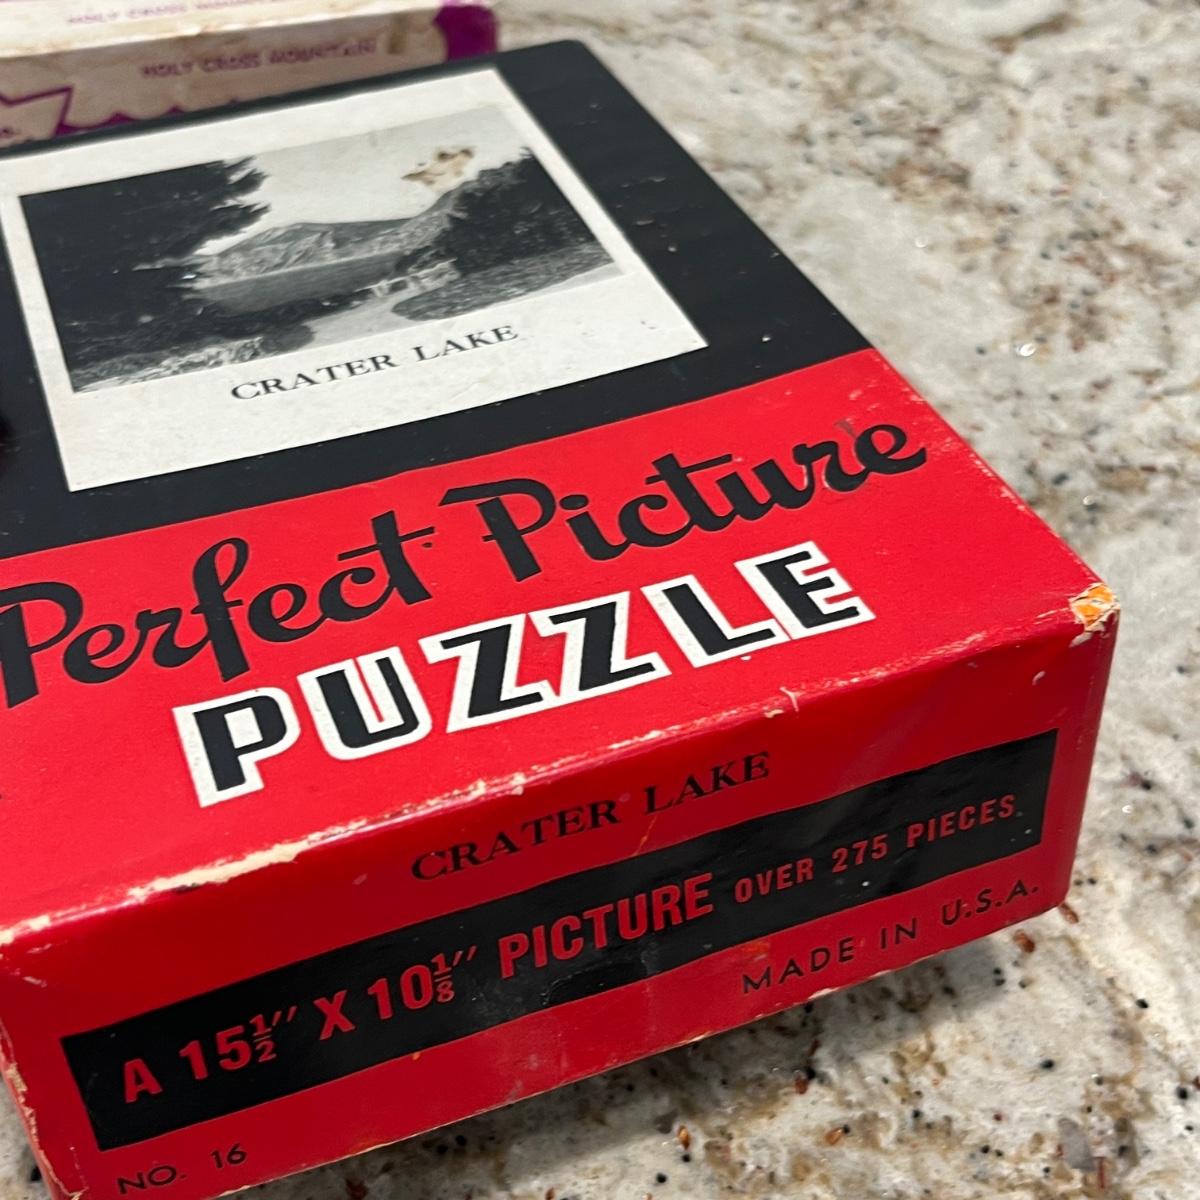 HOLY CROSS MOUNTAIN
CRATER LAKE
Perfect Picture
PUZZLE
CRATER LAKE
A 15½" X 10⅛" PICTURE OVER 275 PIECES
MADE IN U.S.A.
NO. 16